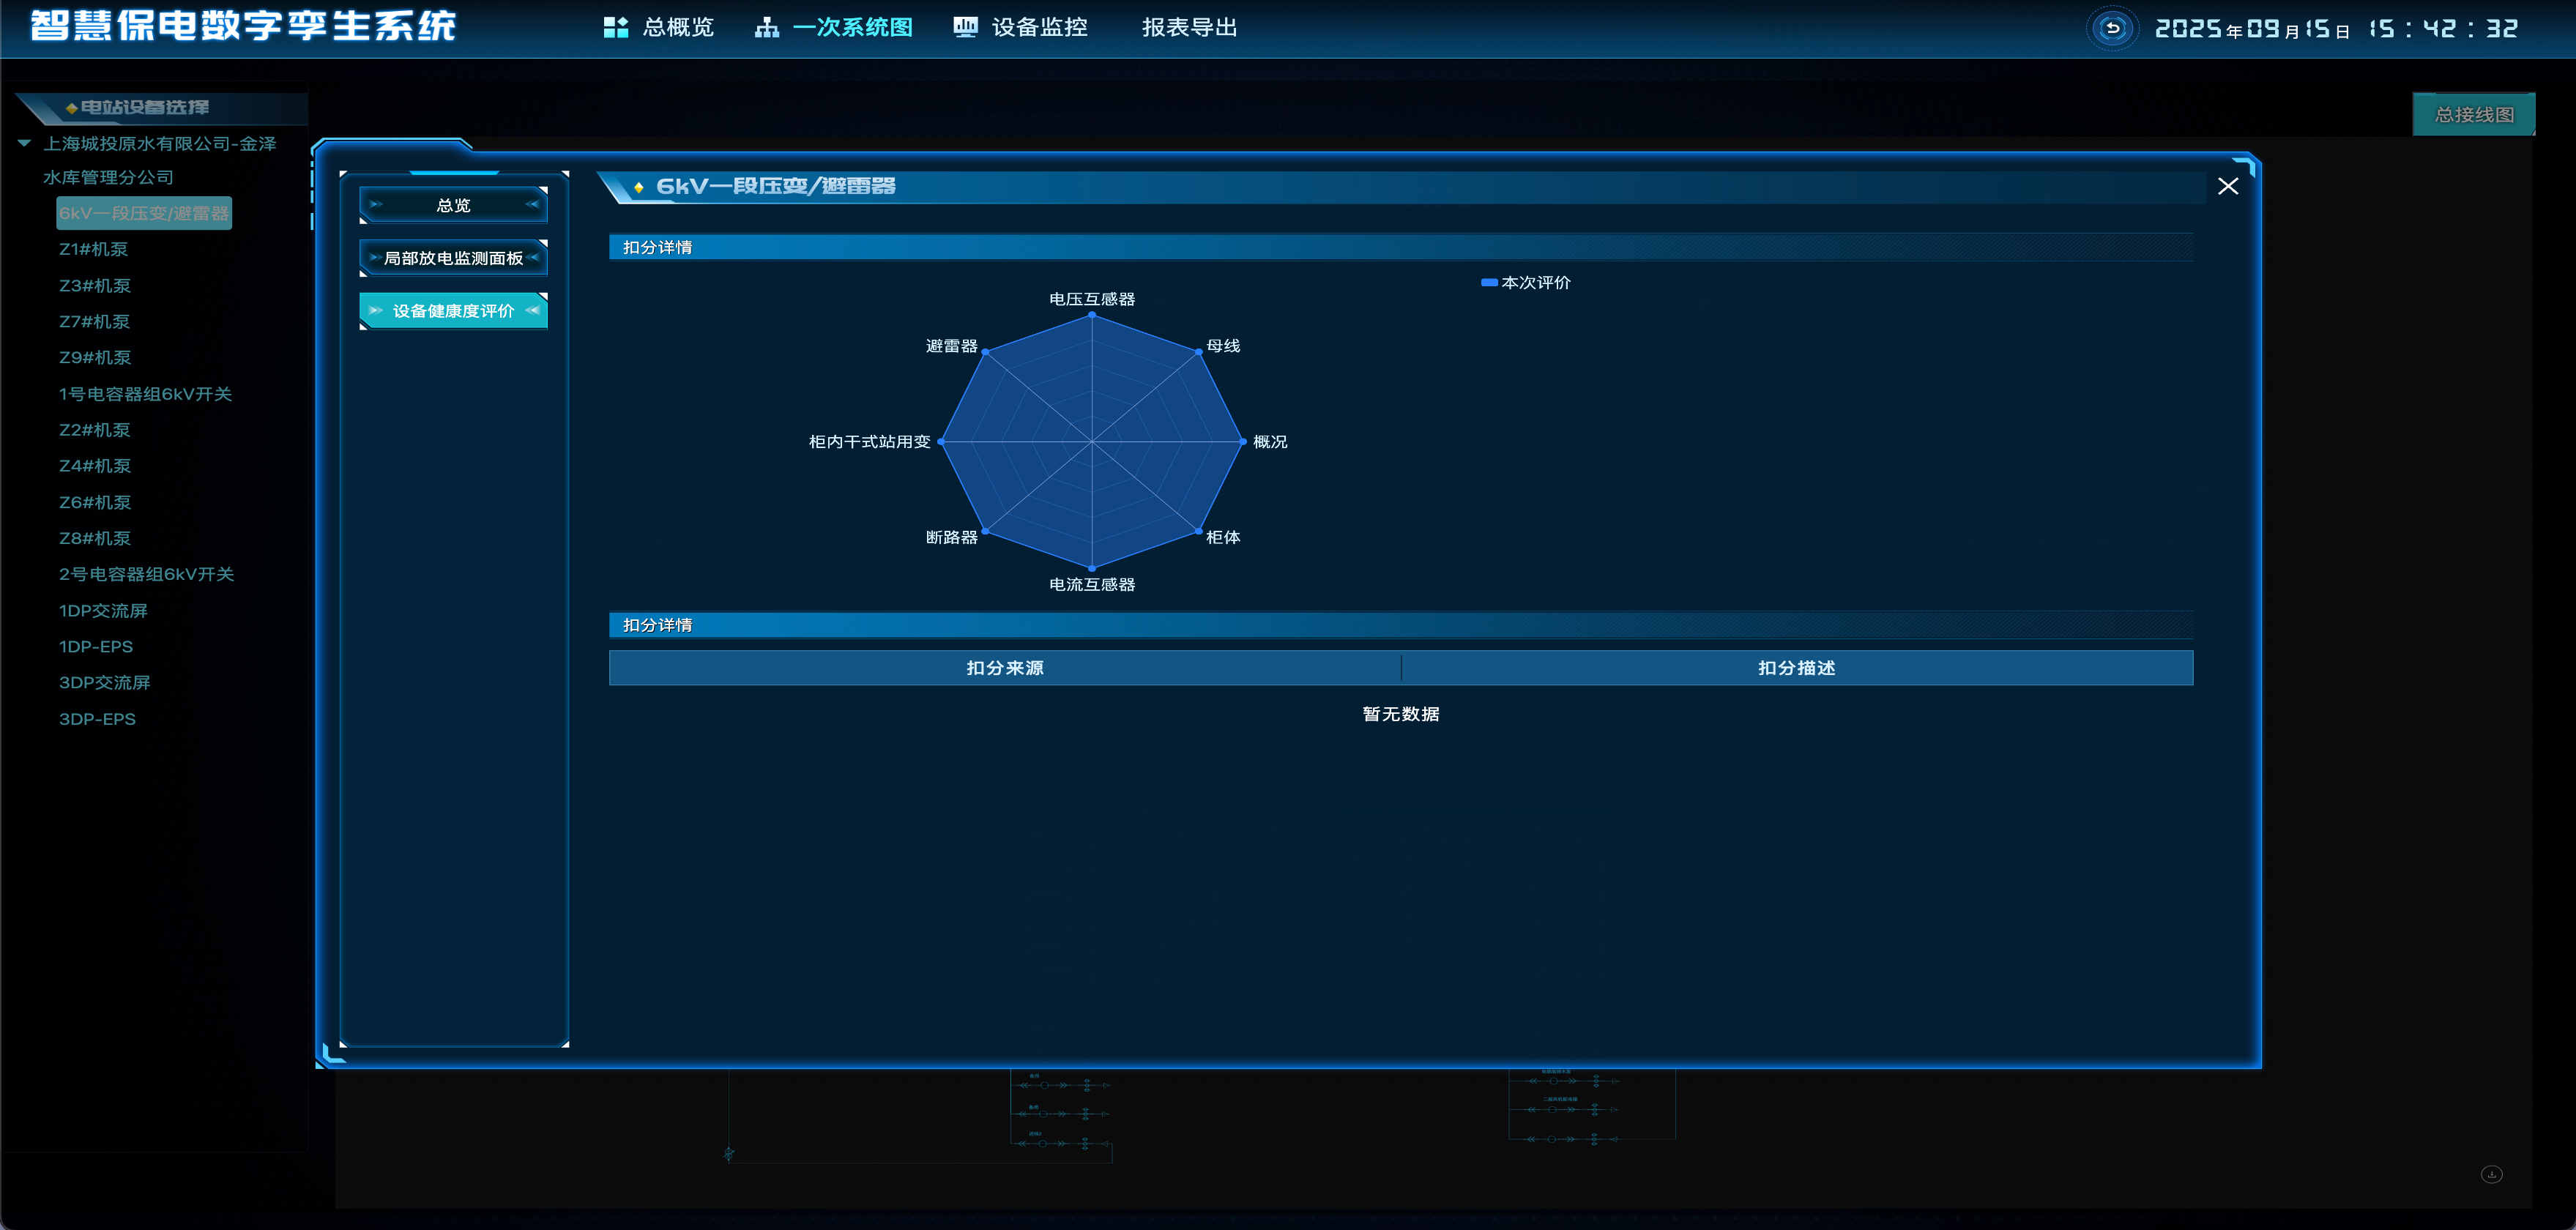 智慧保电数字孪生系统
总概览
一次系统图
设备监控
报表导出
2025年09月15日 15:42:32
电站设备选择
总接线图
上海城投原水有限公司-金泽
水库管理分公司
6kV一段压变/避雷器
Z1#机泵
Z3#机泵
Z7#机泵
Z9#机泵
1号电容器组6kV开关
Z2#机泵
Z4#机泵
Z6#机泵
Z8#机泵
2号电容器组6kV开关
1DP交流屏
1DP-EPS
3DP交流屏
3DP-EPS
总览
局部放电监测面板
设备健康度评价
6kV一段压变/避雷器
扣分详情
本次评价
电压互感器
避雷器
母线
柜内干式站用变
概况
断路器
柜体
电流互感器
扣分详情
扣分来源
扣分描述
暂无数据